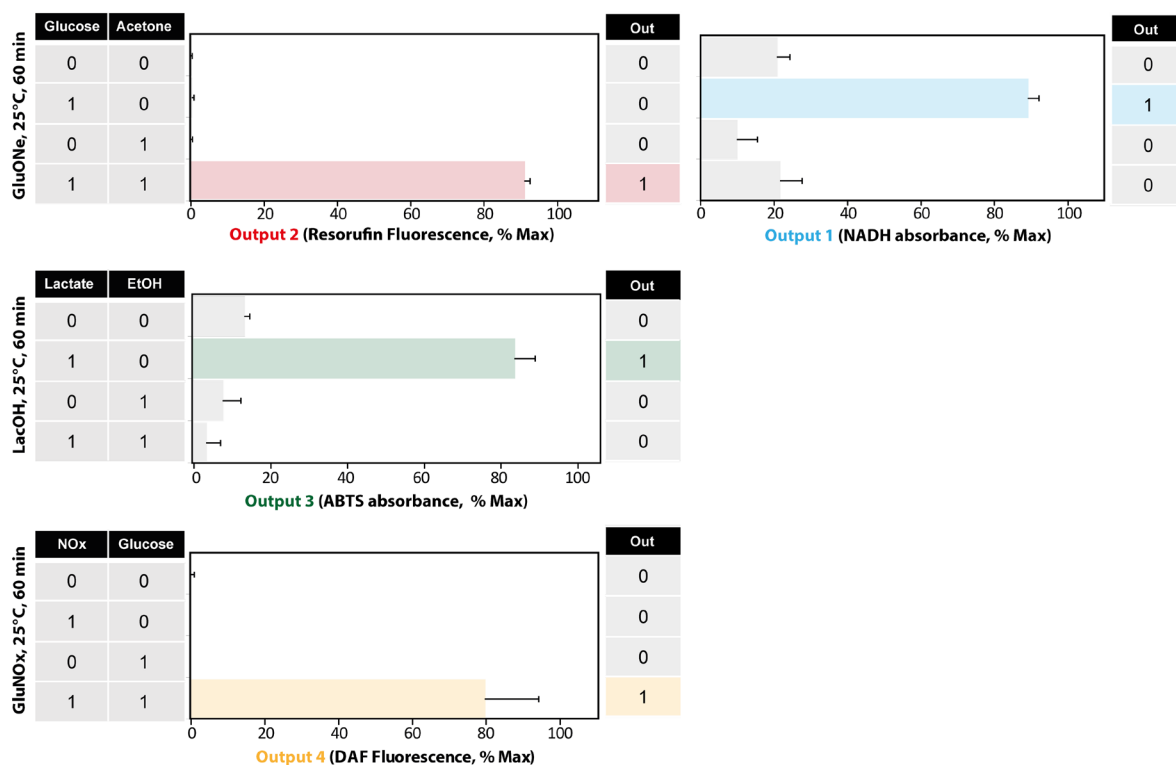 Glucose Acetone Out Out
GluONe, 25°C, 60 min
0 0 0 0
1 0 0 1
0 1 0 0
1 1 1 0
0 20 40 60 80 100 0 20 40 60 80 100
Output 2 (Resorufin Fluorescence, % Max) Output 1 (NADH absorbance, % Max)
Lactate EtOH Out
LacOH, 25°C, 60 min
0 0 0
1 0 1
0 1 0
1 1 0
0 20 40 60 80 100
Output 3 (ABTS absorbance, % Max)
NOx Glucose Out
GluNOx, 25°C, 60 min
0 0 0
1 0 0
0 1 0
1 1 1
0 20 40 60 80 100
Output 4 (DAF Fluorescence, % Max)